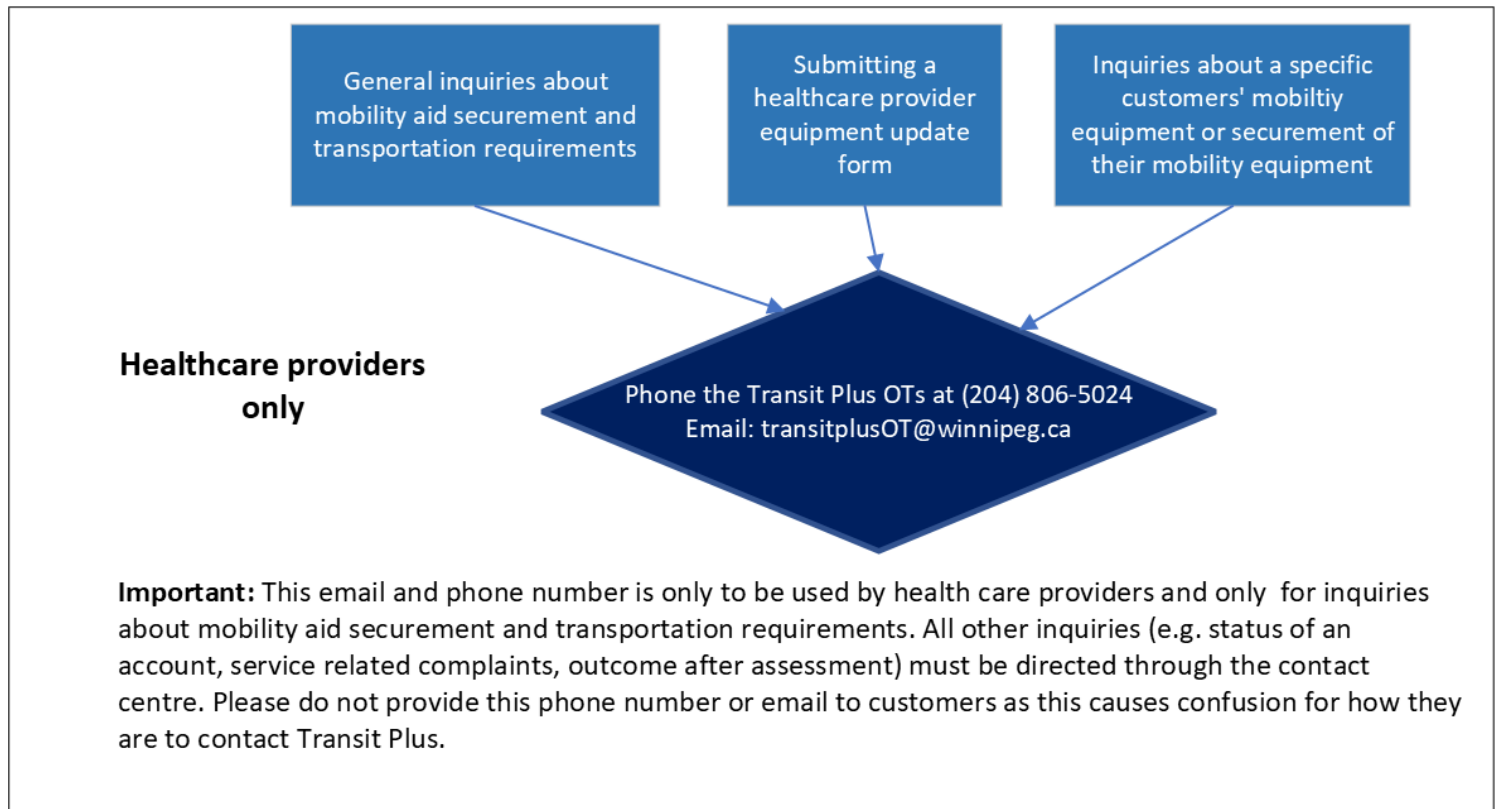 General inquiries about
mobility aid securement and
transportation requirements
Submitting a
healthcare provider
equipment update
form
Inquiries about a specific
customers' mobiltiy
equipment or securement of
their mobility equipment
Healthcare providers
only
Phone the Transit Plus OTs at (204) 806-5024
Email: transitplusOT@winnipeg.ca
Important: This email and phone number is only to be used by health care providers and only  for inquiries
about mobility aid securement and transportation requirements. All other inquiries (e.g. status of an
account, service related complaints, outcome after assessment) must be directed through the contact
centre. Please do not provide this phone number or email to customers as this causes confusion for how they
are to contact Transit Plus.